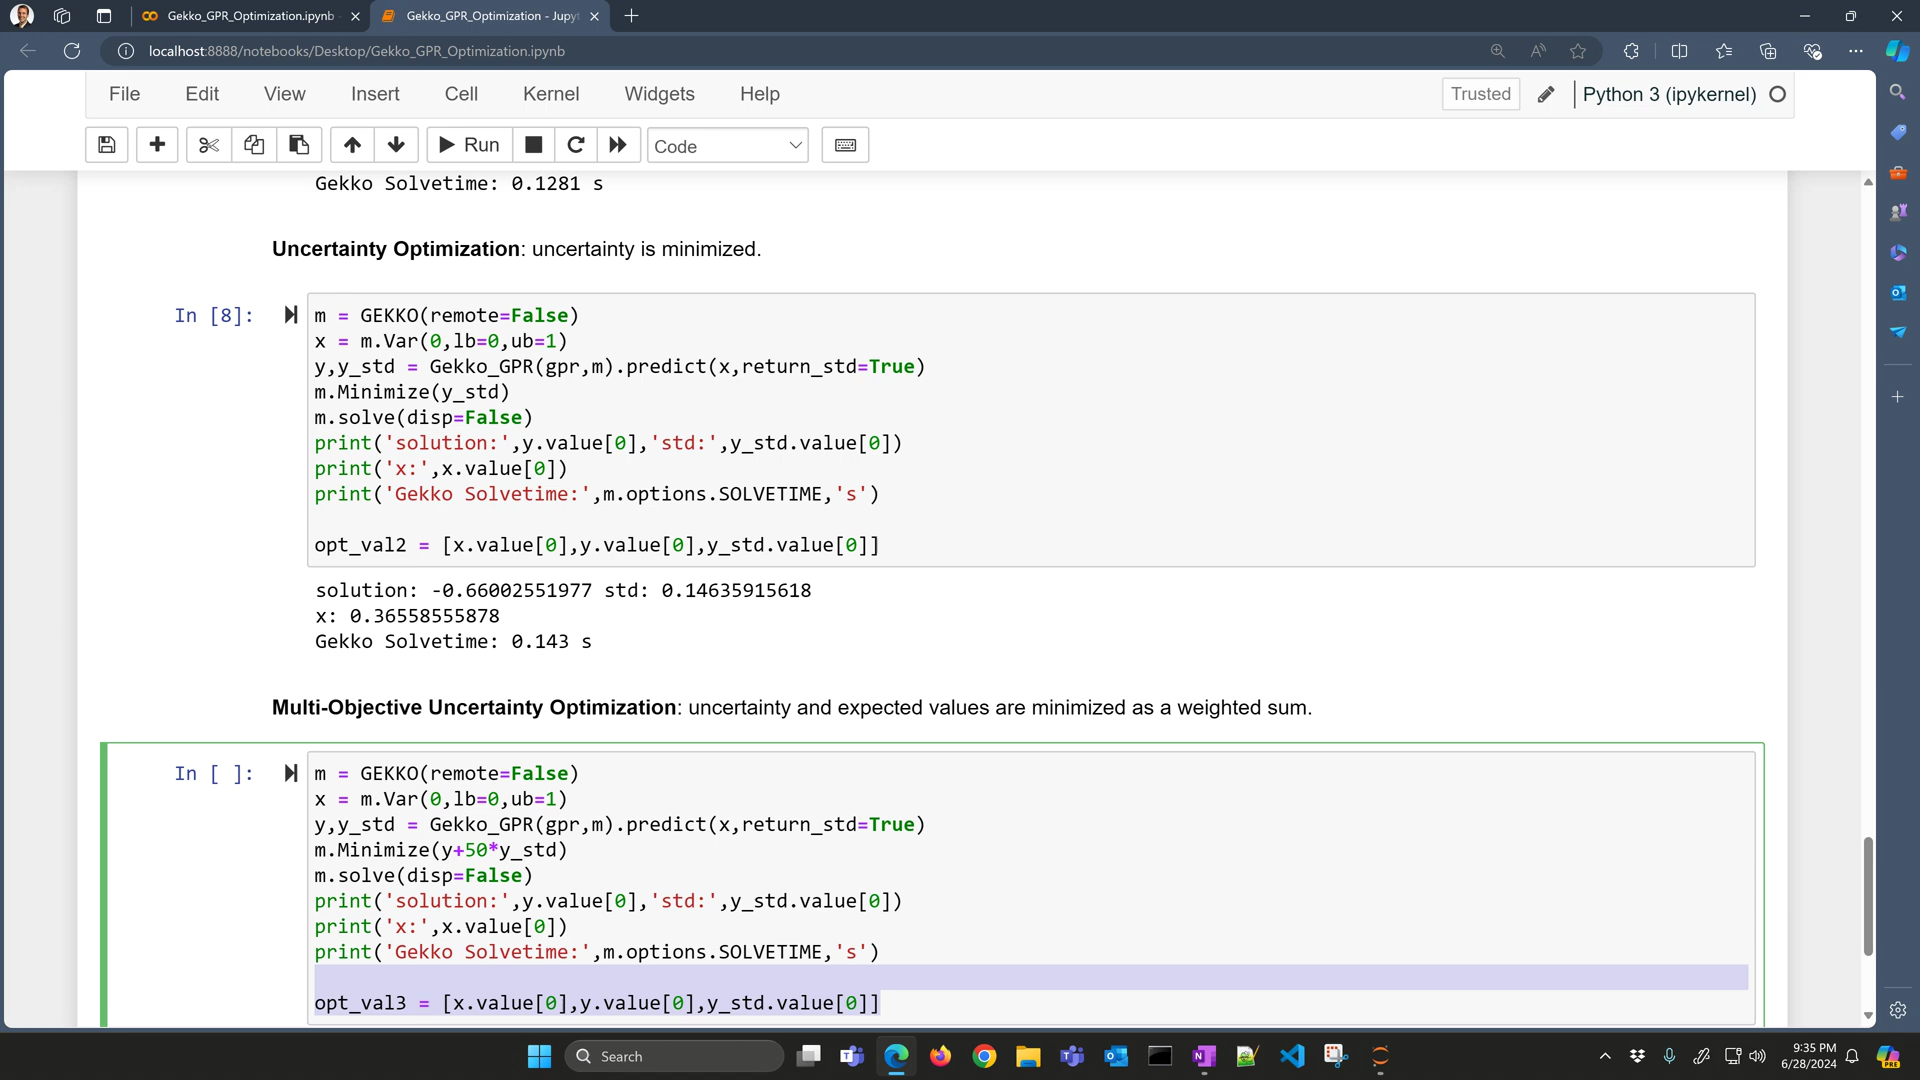 Gekko_GPR_Optimization.ipynb
Gekko_GPR_Optimization - Jupyt
localhost:8888/notebooks/Desktop/Gekko_GPR_Optimization.ipynb
File Edit View Insert Cell Kernel Widgets Help Trusted Python 3 (ipykernel)
Run Code
Gekko Solvetime: 0.1281 s
Uncertainty Optimization: uncertainty is minimized.
In [8]: m = GEKKO(remote=False)
x = m.Var(0,lb=0,ub=1)
y,y_std = Gekko_GPR(gpr,m).predict(x,return_std=True)
m.Minimize(y_std)
m.solve(disp=False)
print('solution:',y.value[0],'std:',y_std.value[0])
print('x:',x.value[0])
print('Gekko Solvetime:',m.options.SOLVETIME,'s')
opt_val2 = [x.value[0],y.value[0],y_std.value[0]]
solution: -0.66002551977 std: 0.14635915618
x: 0.36558555878
Gekko Solvetime: 0.143 s
Multi-Objective Uncertainty Optimization: uncertainty and expected values are minimized as a weighted sum.
In [ ]: m = GEKKO(remote=False)
x = m.Var(0,lb=0,ub=1)
y,y_std = Gekko_GPR(gpr,m).predict(x,return_std=True)
m.Minimize(y+50*y_std)
m.solve(disp=False)
print('solution:',y.value[0],'std:',y_std.value[0])
print('x:',x.value[0])
print('Gekko Solvetime:',m.options.SOLVETIME,'s')
opt_val3 = [x.value[0],y.value[0],y_std.value[0]]
Search
9:35 PM
6/28/2024
PRE